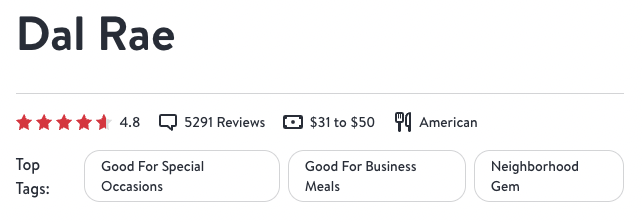 Dal Rae
4.8 5291 Reviews $31 to $50 American
Top Tags:
Good For Special Occasions
Good For Business Meals
Neighborhood Gem